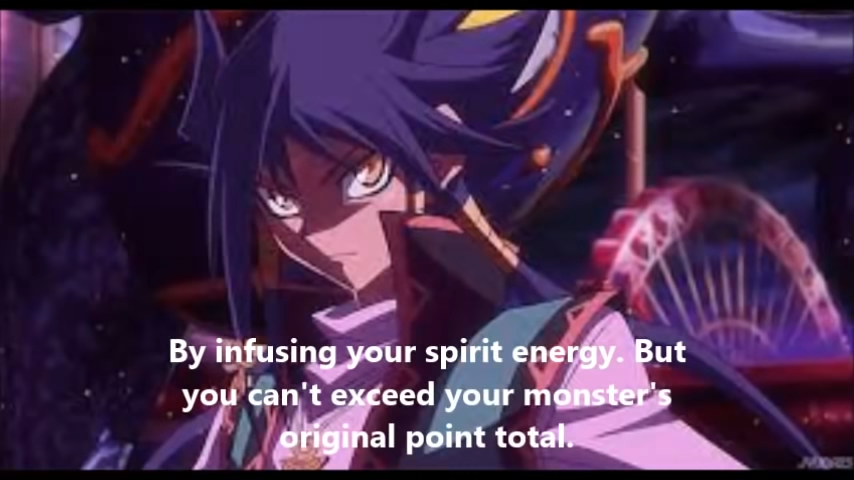 By infusing your spirit energy. But
you can't exceed your monster's
original point total.